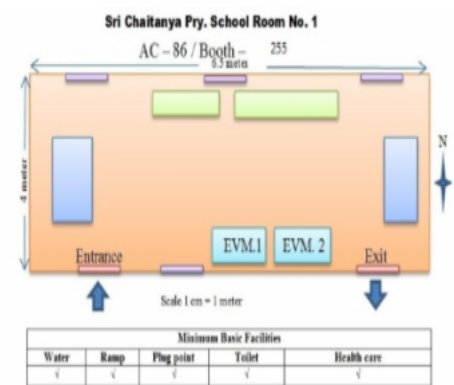 Sri Chaitanya Pry. School Room No. 1
AC – 86 / Booth – 255
6.5 meter
4 meter
N
EVM.1 EVM. 2
Entrance Exit
Scale 1 cm = 1 meter
Minimum Basic Facilities
Water Ramp Plug point Toilet Health care
√ √ √ √ √